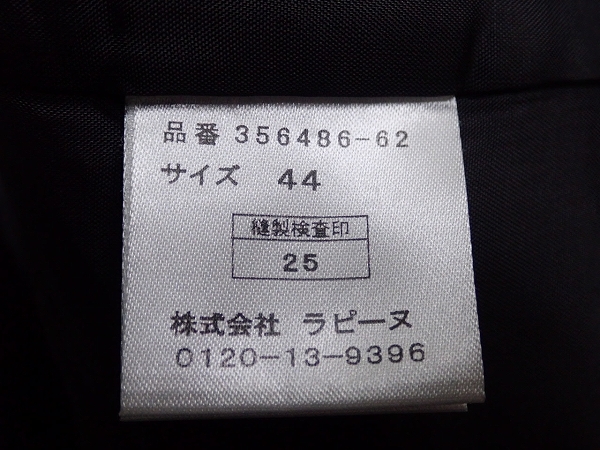 品番 356486-62
サイズ 44
縫製検査印
25
株式会社 ラピーヌ
0120-13-9396